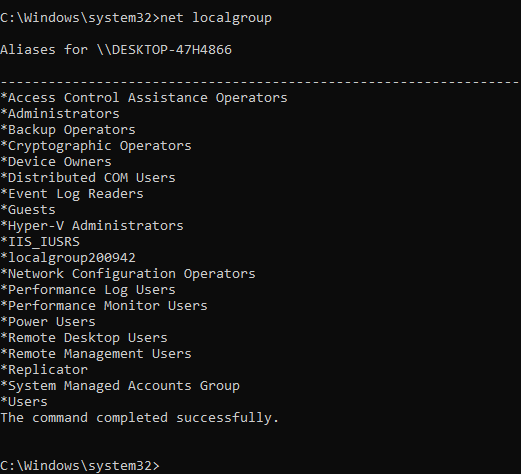 C:\Windows\system32>net localgroup
Aliases for \\DESKTOP-47H4866
-----------------------------------------------------------------
*Access Control Assistance Operators
*Administrators
*Backup Operators
*Cryptographic Operators
*Device Owners
*Distributed COM Users
*Event Log Readers
*Guests
*Hyper-V Administrators
*IIS_IUSRS
*localgroup200942
*Network Configuration Operators
*Performance Log Users
*Performance Monitor Users
*Power Users
*Remote Desktop Users
*Remote Management Users
*Replicator
*System Managed Accounts Group
*Users
The command completed successfully.
C:\Windows\system32>